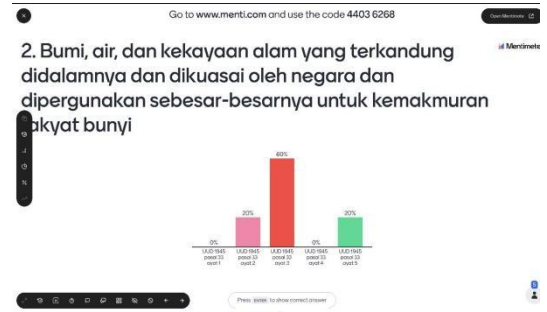 Go to www.menti.com and use the code 4403 6268
Open Mentimeter
Mentimete
2. Bumi, air, dan kekayaan alam yang terkandung
didalamnya dan dikuasai oleh negara dan
dipergunakan sebesar-besarnya untuk kemakmuran
akyat bunyi
60%
20%
20%
0%
0%
UUD 1945 UUD 1945 UUD 1945 UUD 1945 UUD 1945
pasal 33 pasal 33 pasal 33 pasal 33 pasal 33
ayat 1 ayat 2 ayat 3 ayat 4 ayat 5
Press ENTER to show correct answer